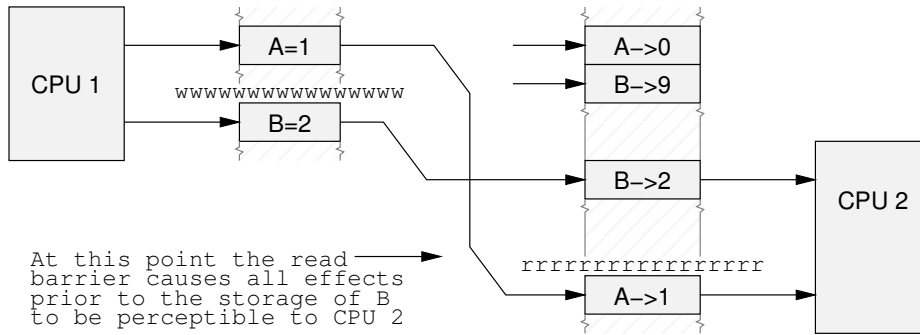 A=1
A->0
CPU 1
B->9
wwwwwwwwwwwwwwww
B=2
B->2
CPU 2
At this point the read
barrier causes all effects
prior to the storage of B
to be perceptible to CPU 2
rrrrrrrrrrrrrrrrr
A->1